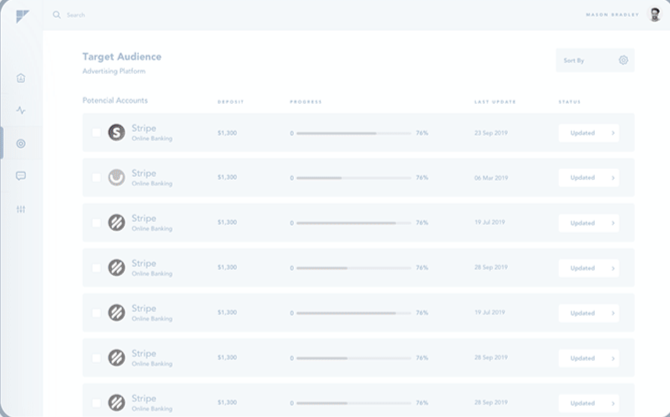 Search
MASON BRADLEY
Target Audience
Advertising Platform
Sort By
Potencial Accounts DEPOSIT PROGRESS LAST UPDATE STATUS
S Stripe $1,300 0 76% 23 Sep 2019 Updated
Online Banking
Stripe $1,300 0 76% 06 Mar 2019 Updated
Online Banking
Stripe $1,300 0 76% 19 Jul 2019 Updated
Online Banking
Stripe $1,300 0 76% 28 Sep 2019 Updated
Online Banking
Stripe $1,300 0 76% 19 Jul 2019 Updated
Online Banking
Stripe $1,300 0 76% 28 Sep 2019 Updated
Online Banking
Stripe $1,300 0 76% 28 Sep 2019 Updated
Online Banking